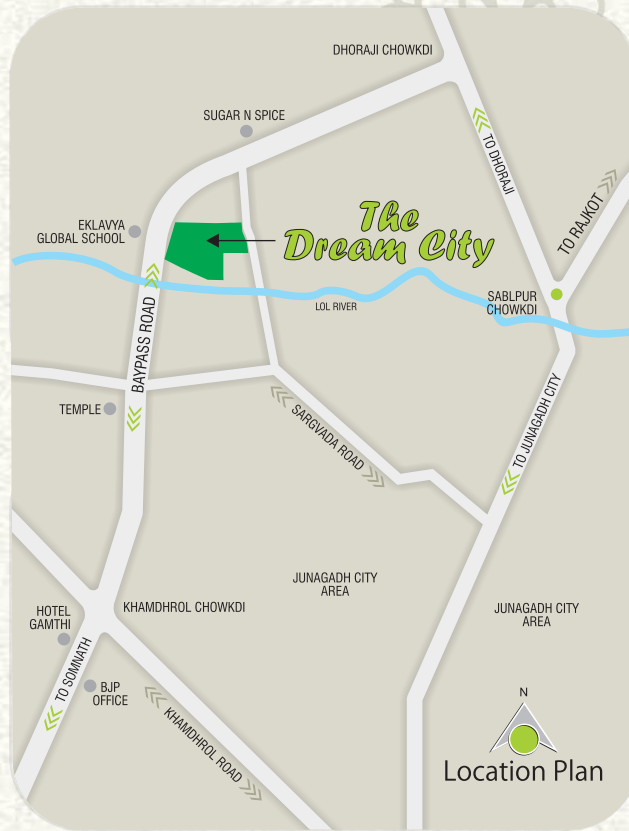 DHORAJI CHOWKDI
SUGAR N SPICE
TO DHORAJI
TO RAJKOT
EKLAVYA
GLOBAL SCHOOL
The
Dream City
SABLPUR
CHOWKDI
LOL RIVER
BAYPASS ROAD
TEMPLE
SARGVADA ROAD
TO JUNAGADH CITY
JUNAGADH CITY
AREA
HOTEL
GAMTHI
KHAMDHROL CHOWKDI
JUNAGADH CITY
AREA
TO SOMNATH
BJP
OFFICE
KHAMDHROL ROAD
N
Location Plan